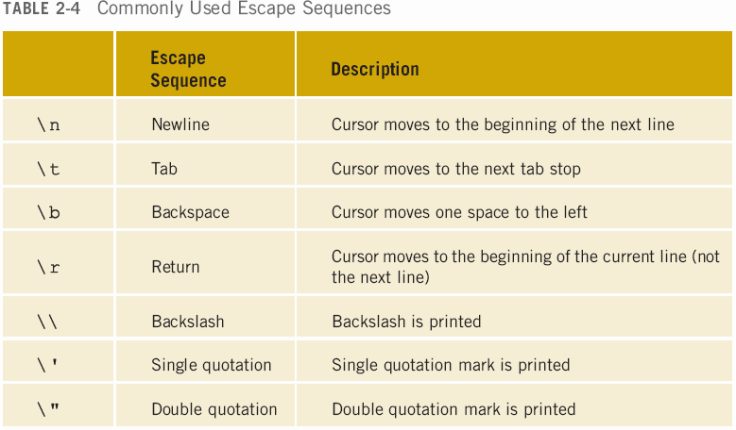 TABLE 2-4 Commonly Used Escape Sequences
Escape Sequence Description
\n Newline Cursor moves to the beginning of the next line
\t Tab Cursor moves to the next tab stop
\b Backspace Cursor moves one space to the left
\r Return Cursor moves to the beginning of the current line (not
the next line)
\\ Backslash Backslash is printed
\' Single quotation Single quotation mark is printed
\" Double quotation Double quotation mark is printed